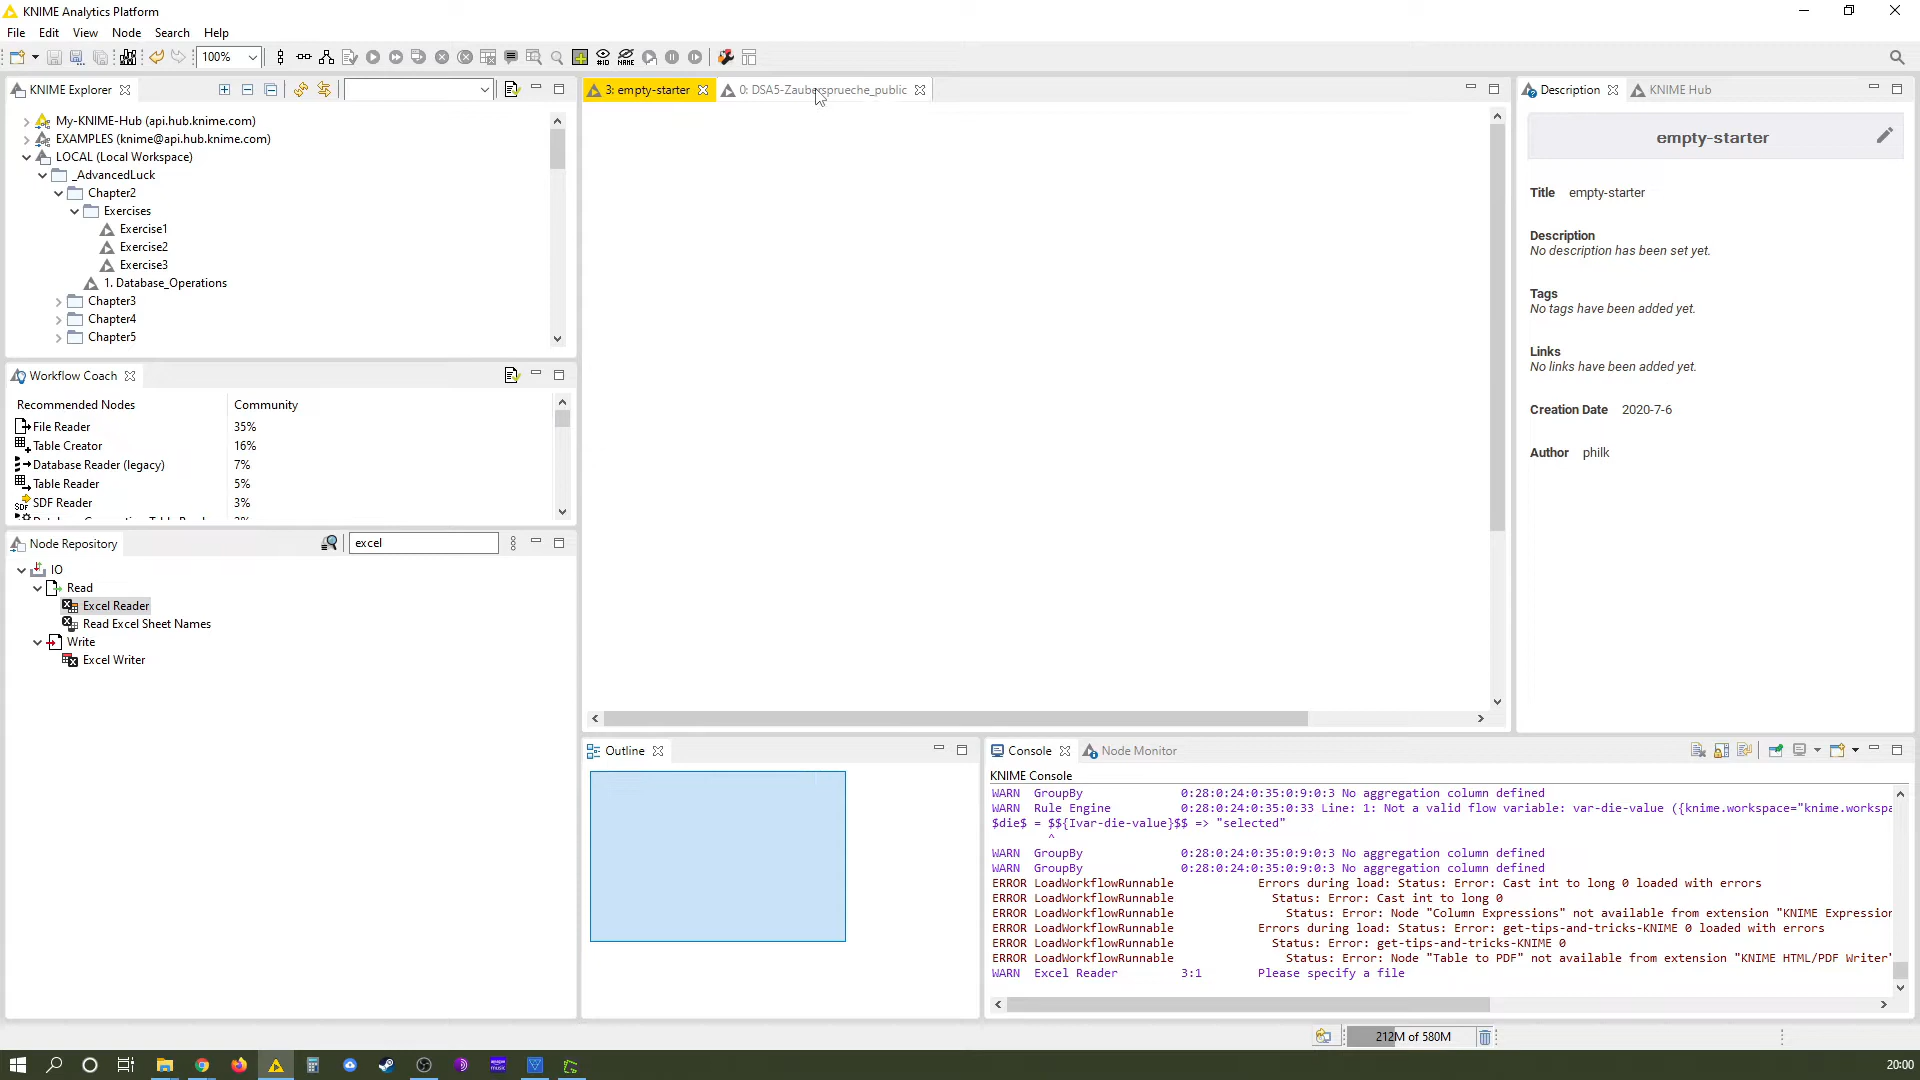 KNIME Analytics Platform
File Edit View Node Search Help
100%
KNIME Explorer
My-KNIME-Hub (api.hub.knime.com)
EXAMPLES (knime@api.hub.knime.com)
LOCAL (Local Workspace)
_AdvancedLuck
Chapter2
Exercises
Exercise1
Exercise2
Exercise3
1. Database_Operations
Chapter3
Chapter4
Chapter5
Workflow Coach
Recommended Nodes Community
File Reader 35%
Table Creator 16%
Database Reader (legacy) 7%
Table Reader 5%
SDF Reader 3%
Node Repository excel
IO
Read
Excel Reader
Read Excel Sheet Names
Write
Excel Writer
3: empty-starter
0: DSA5-Zaubersprueche_public
Outline
Description KNIME Hub
empty-starter
Title empty-starter
Description
No description has been set yet.
Tags
No tags have been added yet.
Links
No links have been added yet.
Creation Date 2020-7-6
Author philk
Console Node Monitor
KNIME Console
WARN GroupBy 0:28:0:24:0:35:0:9:0:3 No aggregation column defined
WARN Rule Engine 0:28:0:24:0:35:0:33 Line: 1: Not a valid flow variable: var-die-value ({knime.workspace="knime.workspa
$die$ = $${Ivar-die-value}$$ => "selected"
^
WARN GroupBy 0:28:0:24:0:35:0:9:0:3 No aggregation column defined
WARN GroupBy 0:28:0:24:0:35:0:9:0:3 No aggregation column defined
ERROR LoadWorkflowRunnable Errors during load: Status: Error: Cast int to long 0 loaded with errors
ERROR LoadWorkflowRunnable Status: Error: Cast int to long 0
ERROR LoadWorkflowRunnable Status: Error: Node "Column Expressions" not available from extension "KNIME Expression
ERROR LoadWorkflowRunnable Errors during load: Status: Error: get-tips-and-tricks-KNIME 0 loaded with errors
ERROR LoadWorkflowRunnable Status: Error: get-tips-and-tricks-KNIME 0
ERROR LoadWorkflowRunnable Status: Error: Node "Table to PDF" not available from extension "KNIME HTML/PDF Writer"
WARN Excel Reader 3:1 Please specify a file
212M of 580M
20:00